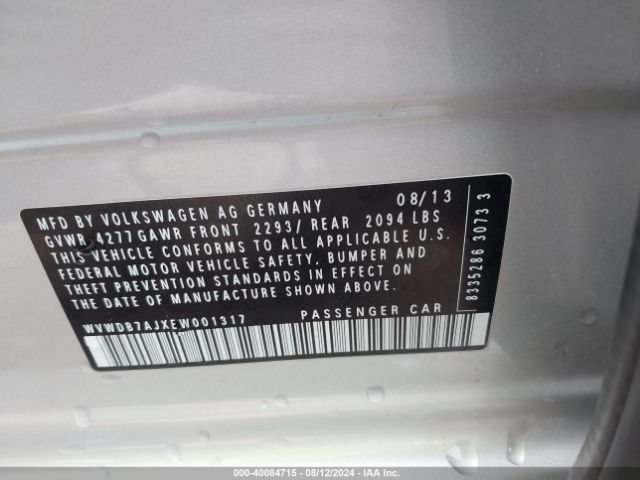 MFD BY VOLKSWAGEN AG GERMANY 08/13
GVWR 4277 GAWR FRONT 2293/ REAR 2094 LBS
THIS VEHICLE CONFORMS TO ALL APPLICABLE U.S.
FEDERAL MOTOR VEHICLE SAFETY, BUMPER AND
THEFT PREVENTION STANDARDS IN EFFECT ON
THE DATE OF MANUFACTURE SHOWN ABOVE.
WVWDB7AJXEW001317 PASSENGER CAR
8335286 3073 3
000-40084715 - 08/12/2024 - IAA Inc.